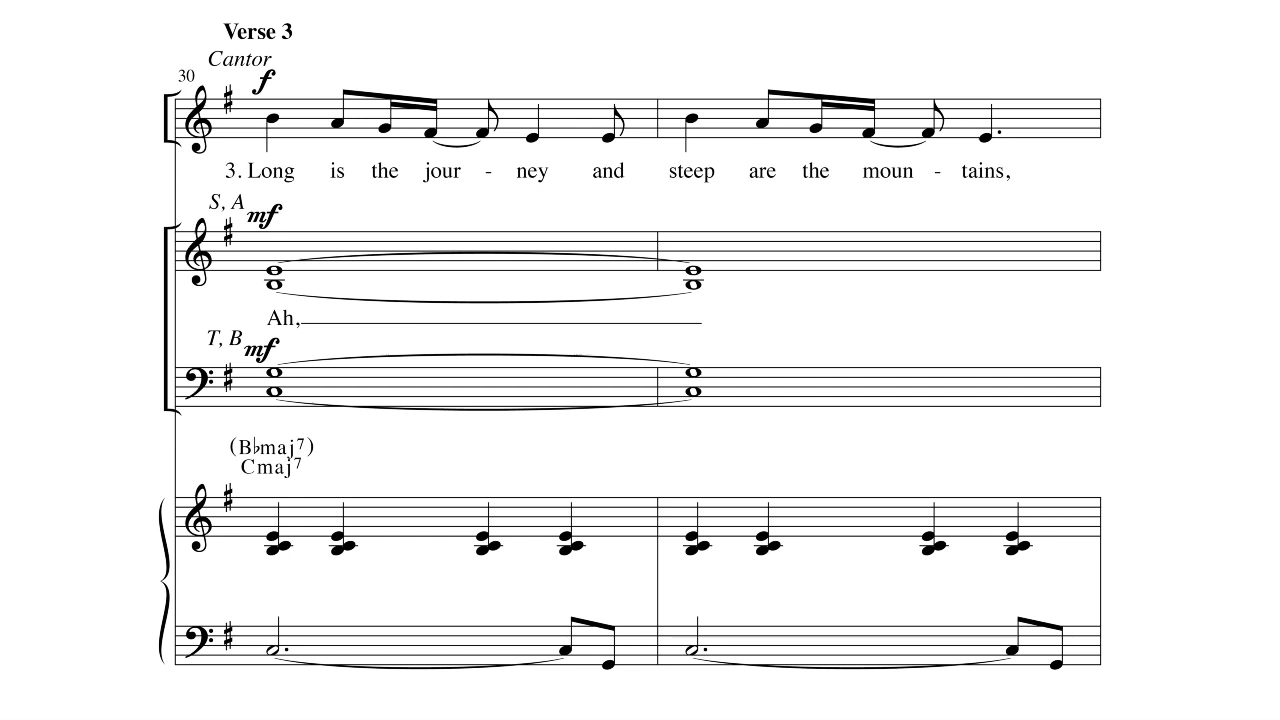 Verse 3
Cantor
30
f
3. Long is the jour - ney and steep are the moun - tains,
S, A mf
Ah,
T, B mf
(B♭maj7)
Cmaj7